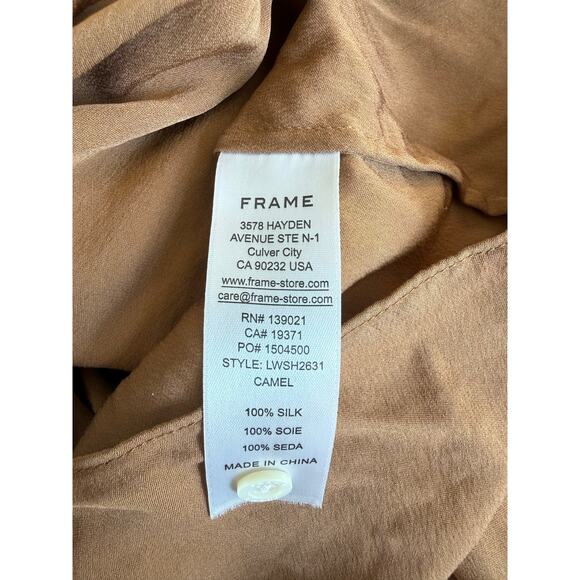 FRAME
3578 HAYDEN
AVENUE STE N-1
Culver City
CA 90232 USA
www.frame-store.com
care@frame-store.com
RN# 139021
CA# 19371
PO# 1504500
STYLE: LWSH2631
CAMEL
100% SILK
100% SOIE
100% SEDA
MADE IN CHINA